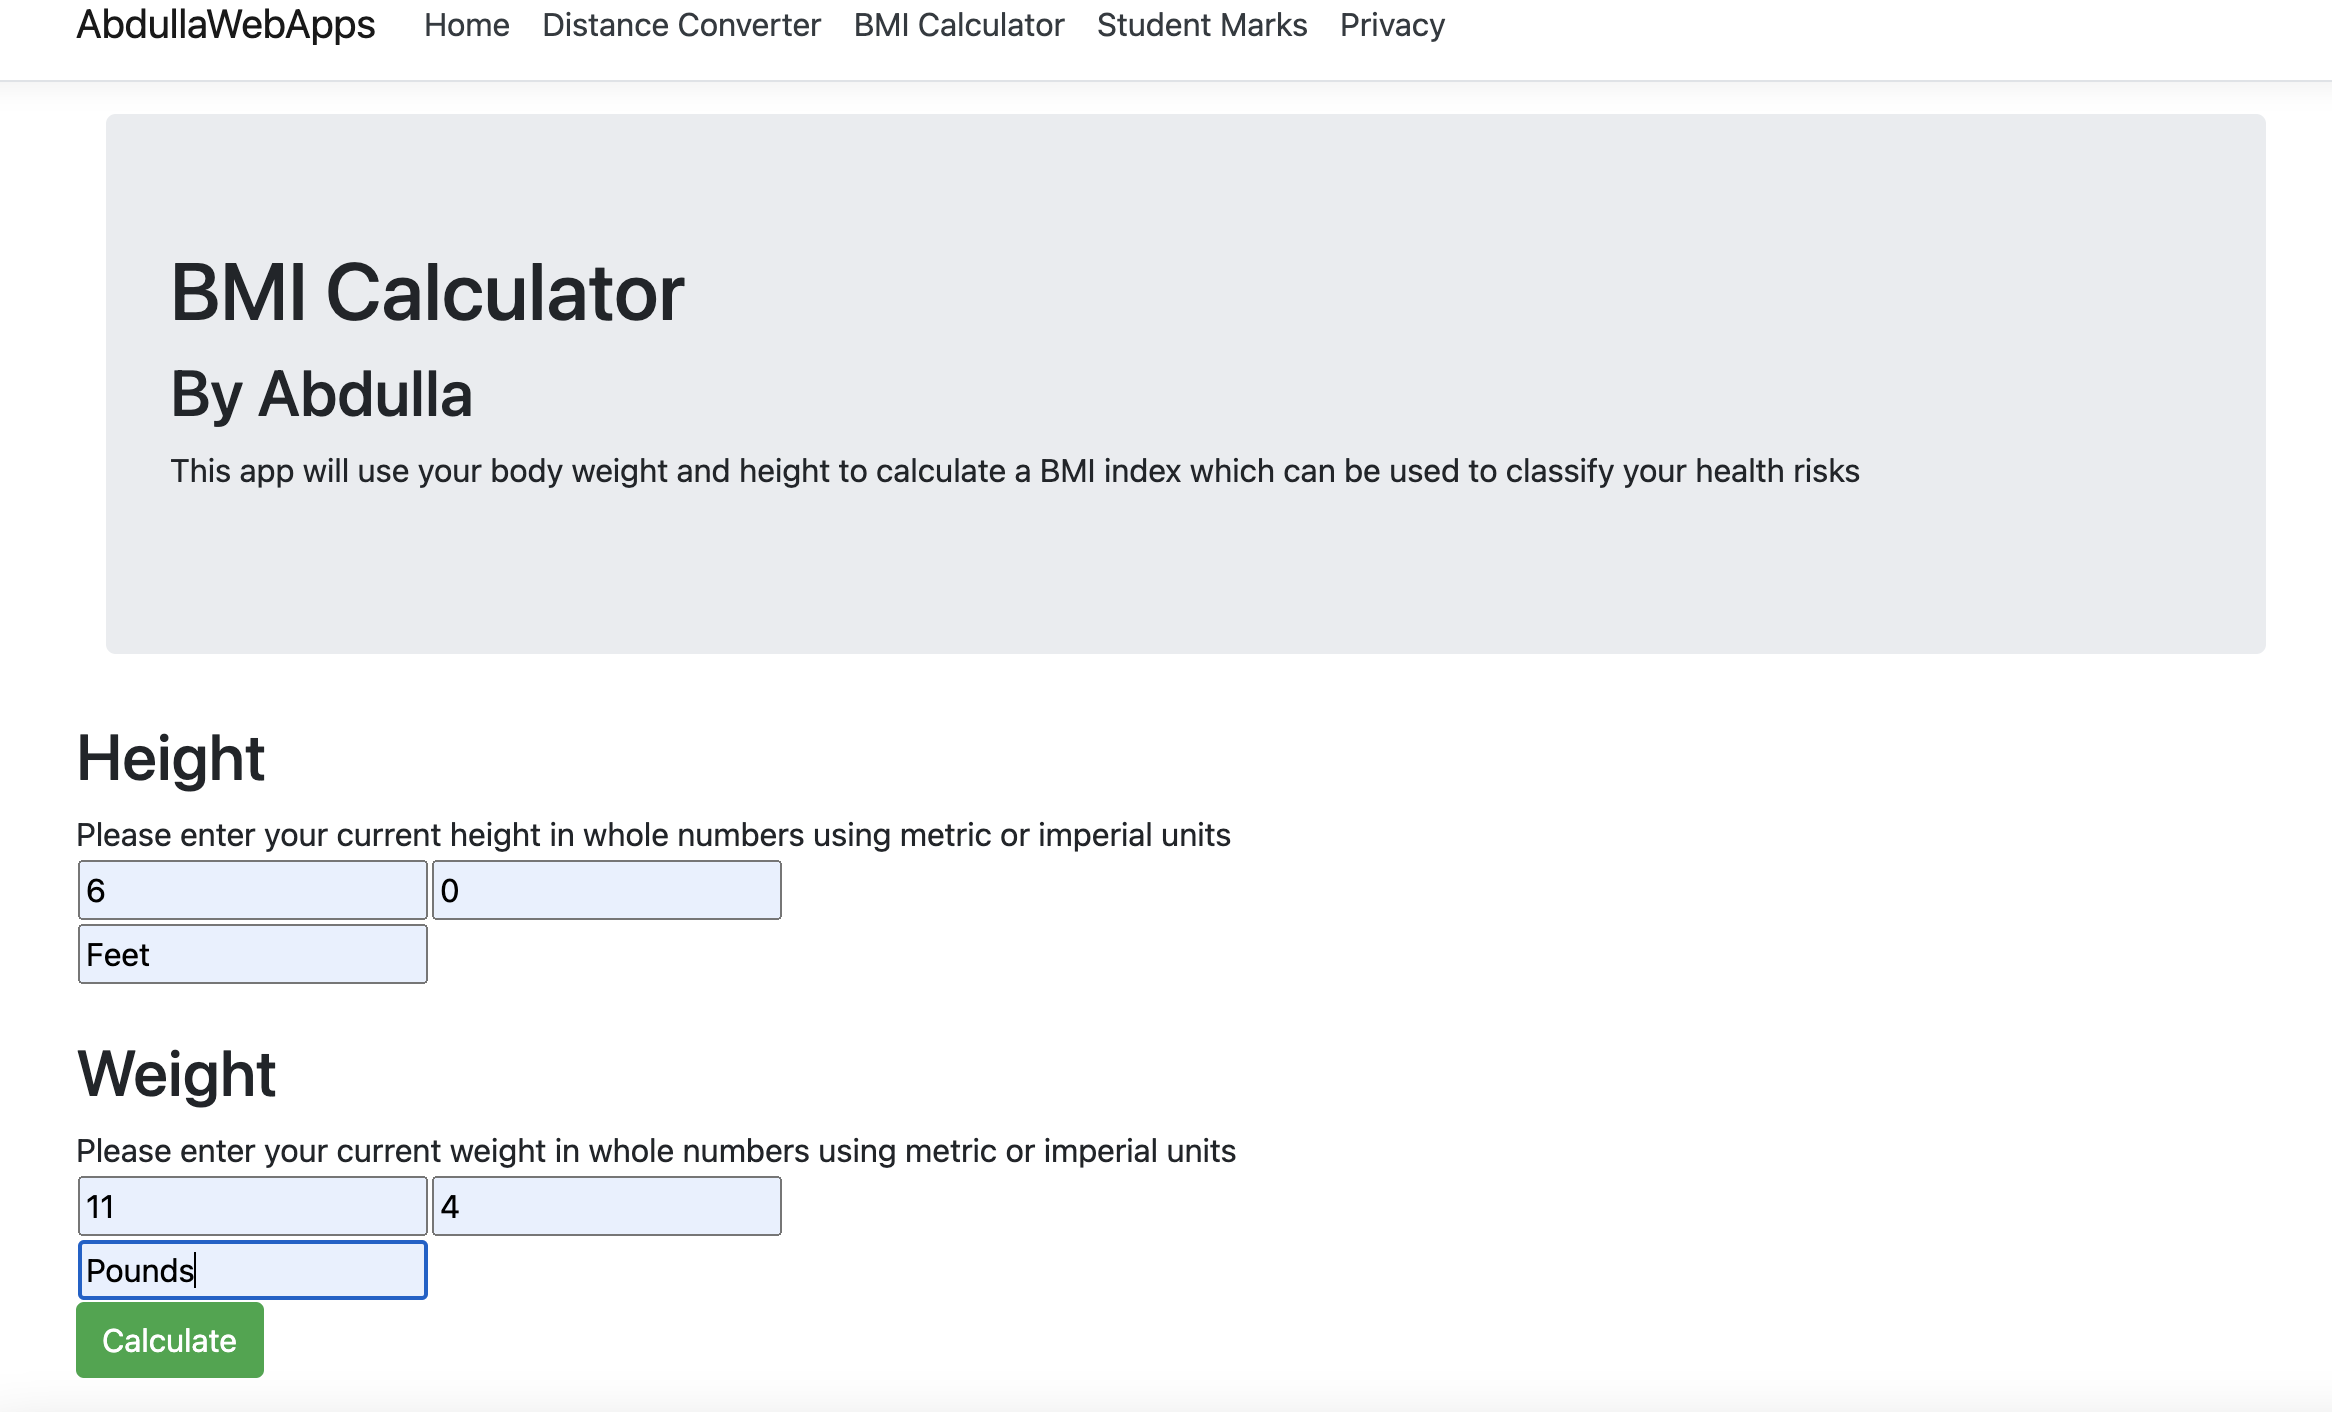 AbdullaWebApps Home Distance Converter BMI Calculator Student Marks Privacy
BMI Calculator
By Abdulla
This app will use your body weight and height to calculate a BMI index which can be used to classify your health risks
Height
Please enter your current height in whole numbers using metric or imperial units
6 0
Feet
Weight
Please enter your current weight in whole numbers using metric or imperial units
11 4
Pounds
Calculate